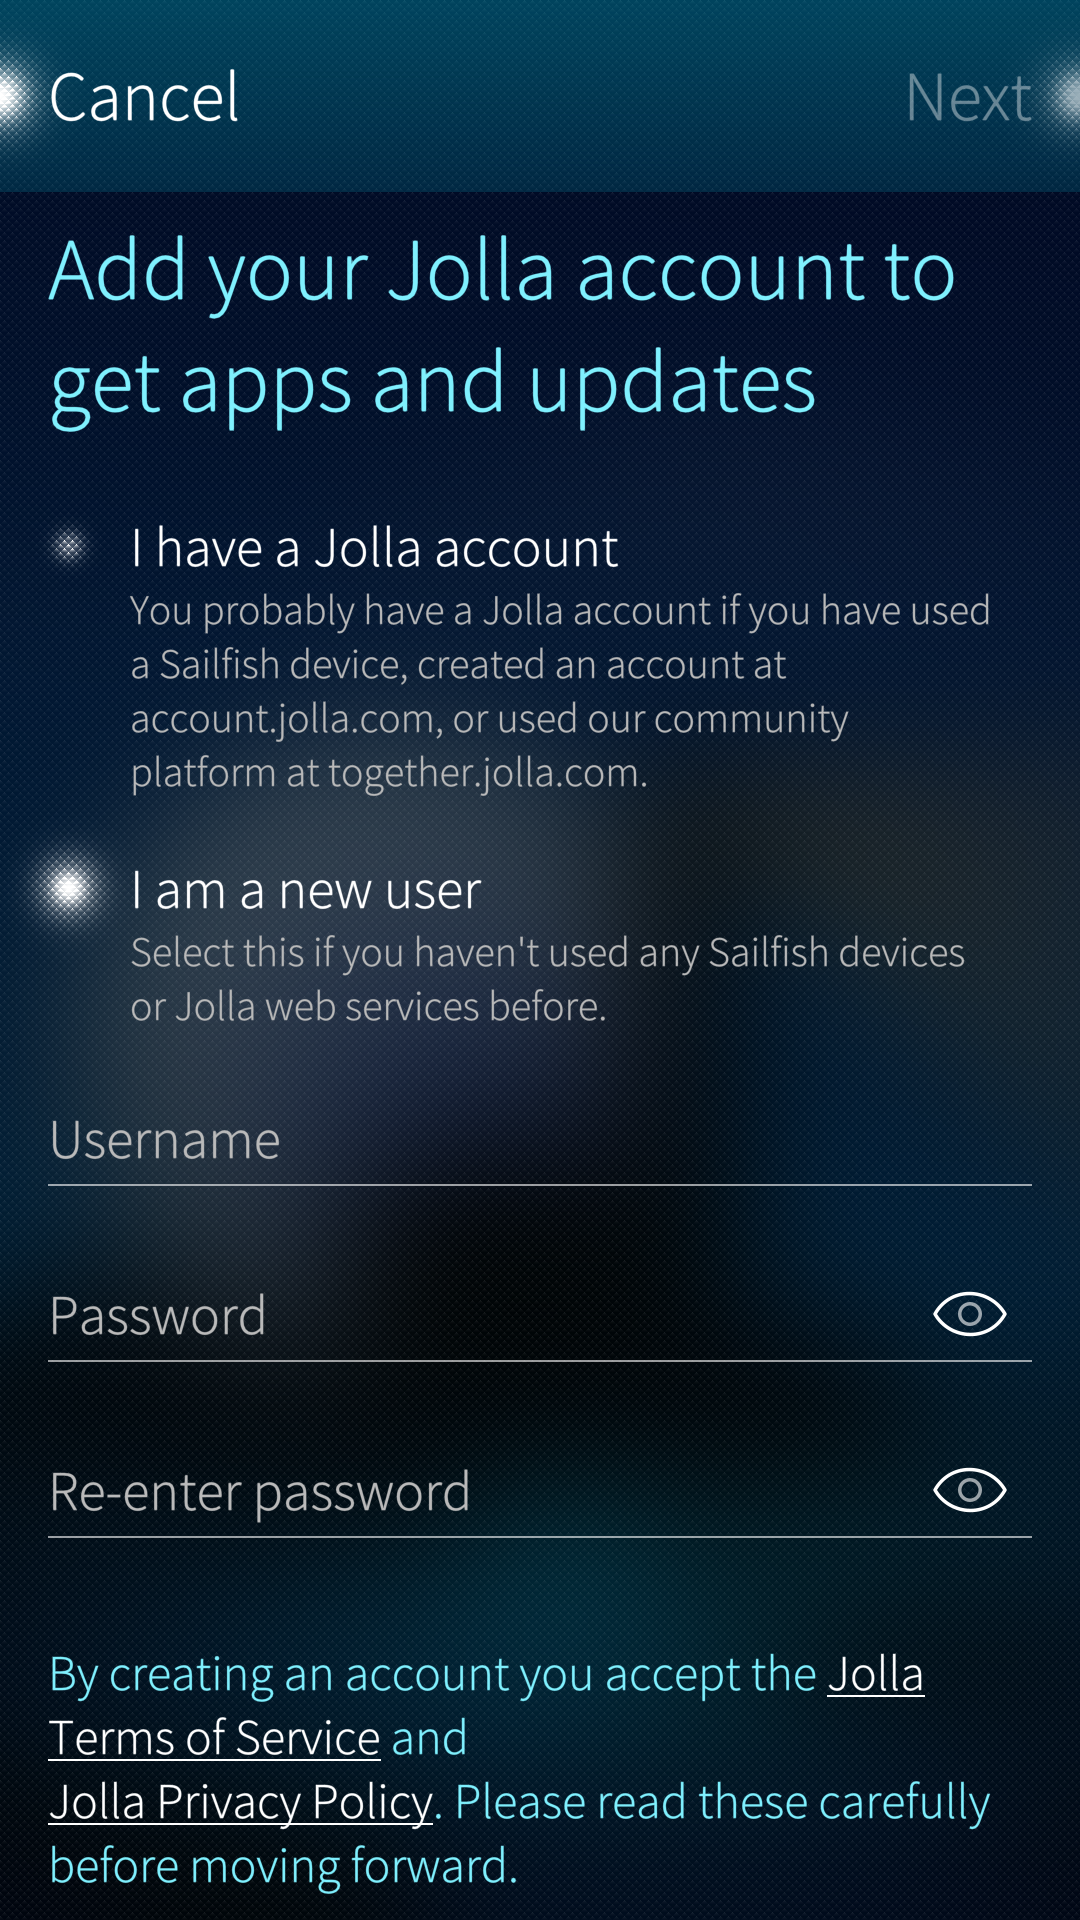 Cancel
Next
Add your Jolla account to
get apps and updates
I have a Jolla account
You probably have a Jolla account if you have used
a Sailfish device, created an account at
account.jolla.com, or used our community
platform at together.jolla.com.
I am a new user
Select this if you haven't used any Sailfish devices
or Jolla web services before.
Username
Password
Re-enter password
By creating an account you accept the Jolla
Terms of Service and
Jolla Privacy Policy. Please read these carefully
before moving forward.